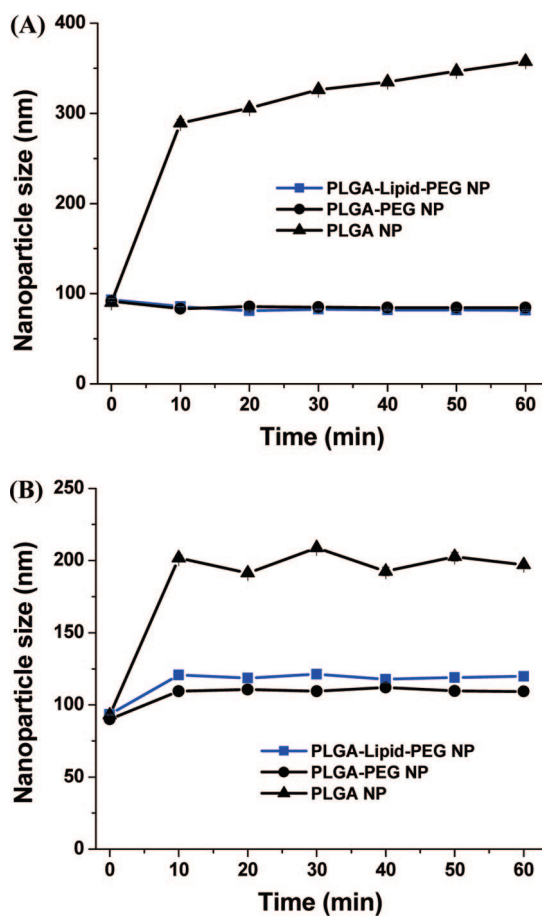 (A)
400
300
200
100
0
Nanoparticle size (nm)
PLGA-Lipid-PEG NP
PLGA-PEG NP
PLGA NP
0 10 20 30 40 50 60
Time (min)
(B)
250
200
150
100
50
0
Nanoparticle size (nm)
PLGA-Lipid-PEG NP
PLGA-PEG NP
PLGA NP
0 10 20 30 40 50 60
Time (min)